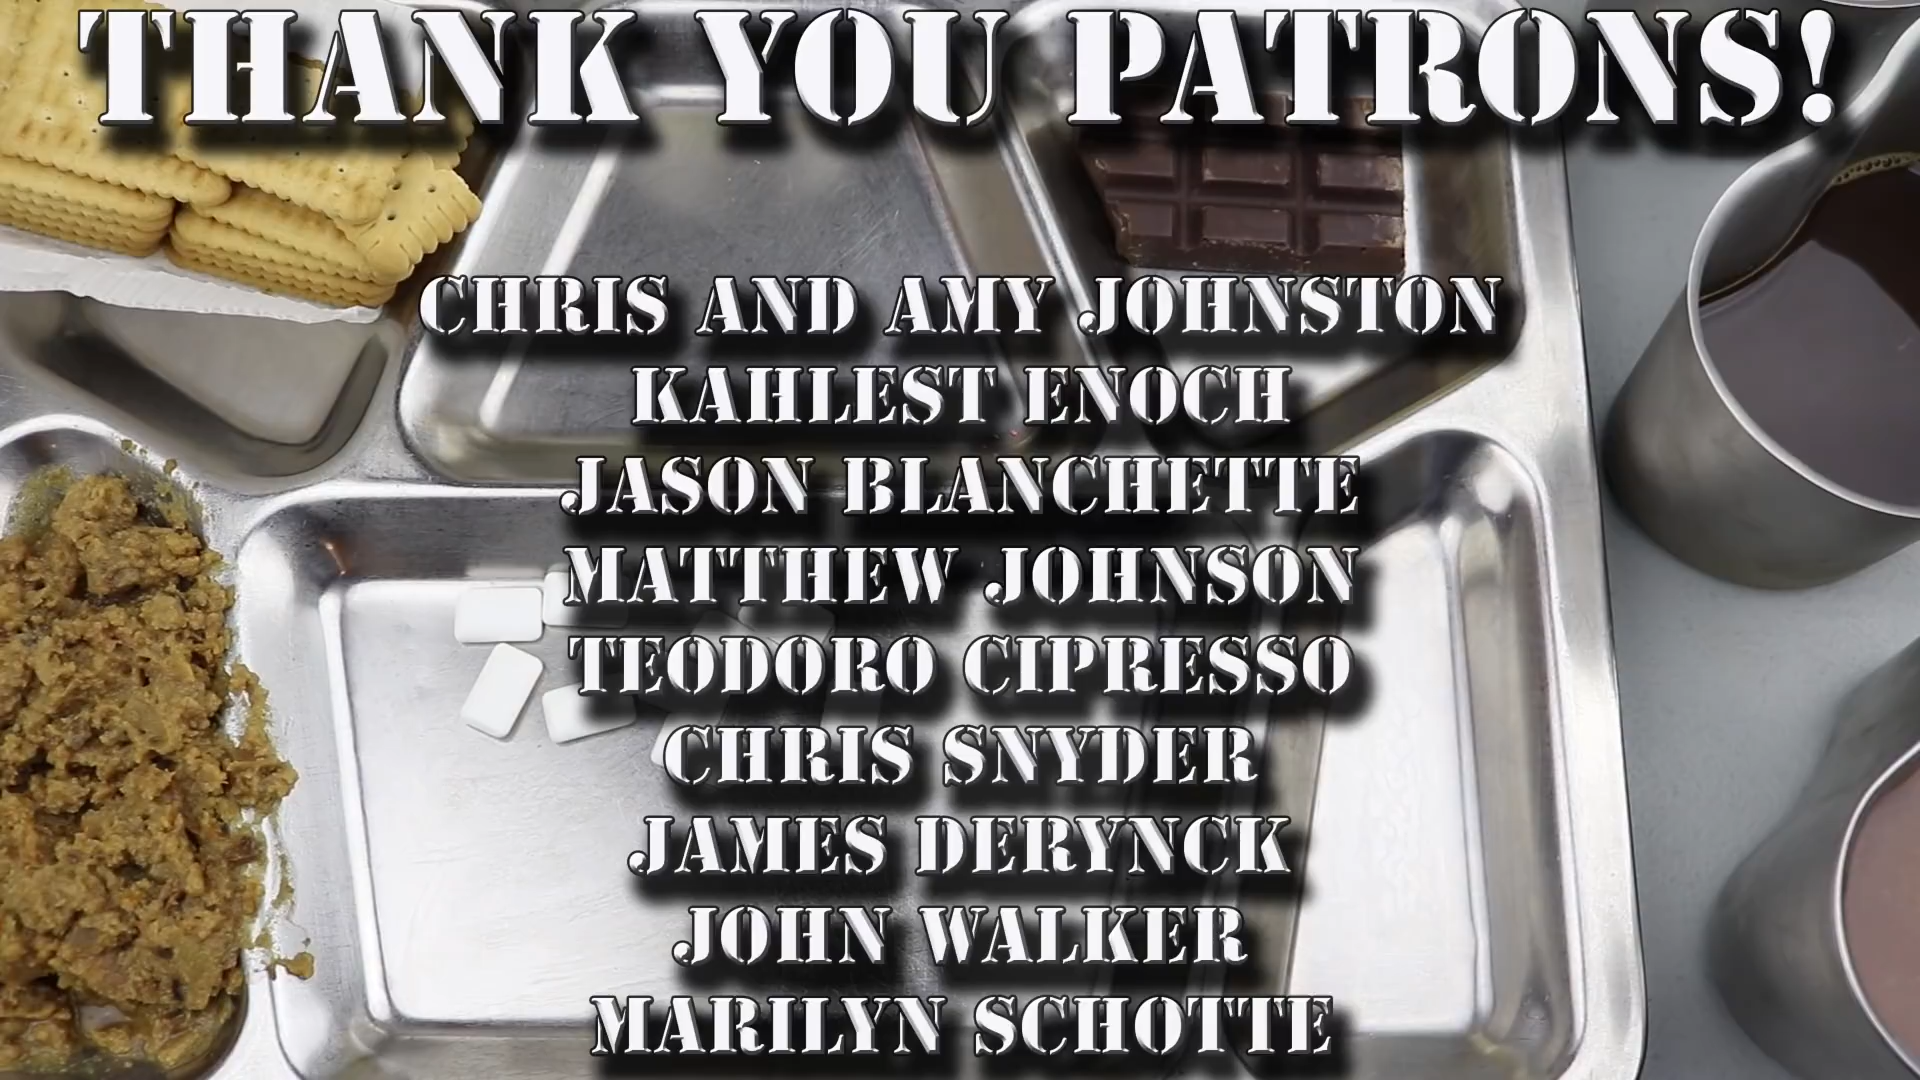 THANK YOU PATRONS!
CHRIS AND AMY JOHNSTON
KAHLEST ENOCH
JASON BLANCHETTE
MATTHEW JOHNSON
TEODORO CIPRESSO
CHRIS SNYDER
JAMES DERYNCK
JOHN WALKER
MARILYN SCHOTTE